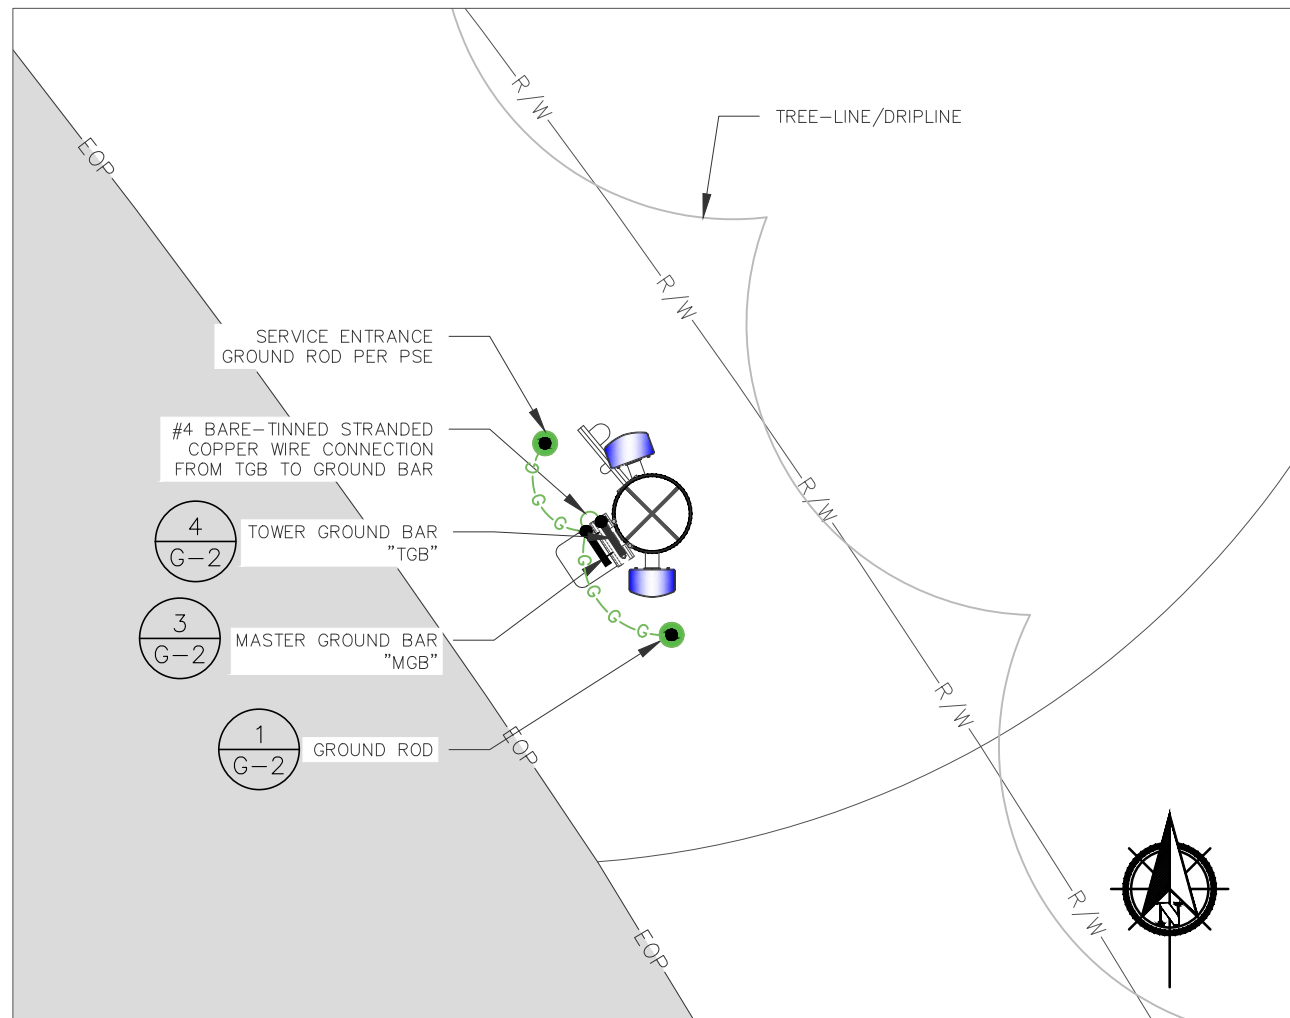 R/W
TREE-LINE/DRIPLINE
EOP
R/W
SERVICE ENTRANCE
GROUND ROD PER PSE
#4 BARE-TINNED STRANDED
COPPER WIRE CONNECTION
FROM TGB TO GROUND BAR
G
G
G
R/W
4
G-2
TOWER GROUND BAR
"TGB"
G
G
G
G
3
G-2
MASTER GROUND BAR
"MGB"
R/W
1
G-2
GROUND ROD
EOP
R/W
N
EOP